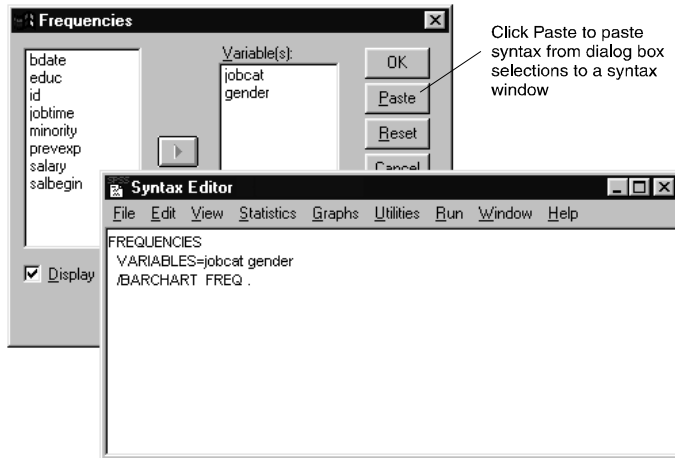 Frequencies
bdate
educ
id
jobtime
minority
prevexp
salary
salbegin
Variable(s):
jobcat
gender
OK
Paste
Reset
Cancel
Display
Click Paste to paste
syntax from dialog box
selections to a syntax
window
Syntax Editor
File Edit View Statistics Graphs Utilities Run Window Help
FREQUENCIES
VARIABLES=jobcat gender
/BARCHART FREQ .